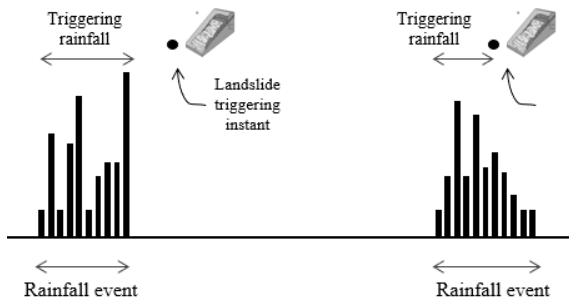 Triggering
rainfall
Landslide
triggering
instant
Triggering
rainfall
Rainfall event
Rainfall event